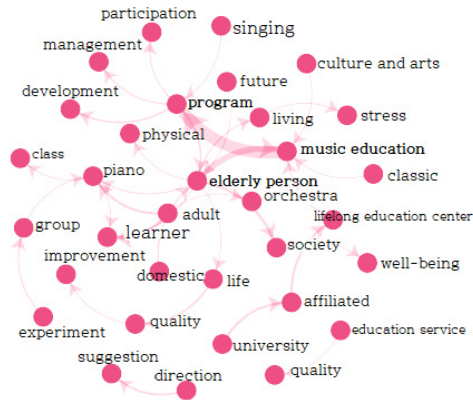 participation
singing
management
future
culture and arts
development
program
living
stress
physical
music education
class
piano
elderly person
classic
orchestra
adult
lifelong education center
group
learner
society
improvement
domestic
life
well-being
affiliated
experiment
quality
education service
university
suggestion
direction
quality